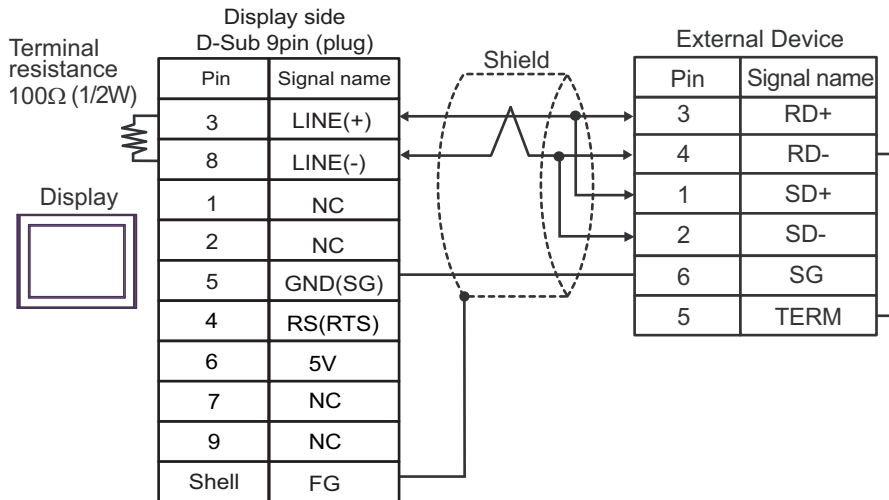 Display side
D-Sub 9pin (plug)
Terminal
resistance
100Ω (1/2W)
Display
Pin Signal name
3 LINE(+)
8 LINE(-)
1 NC
2 NC
5 GND(SG)
4 RS(RTS)
6 5V
7 NC
9 NC
Shell FG
Shield
External Device
Pin Signal name
3 RD+
4 RD-
1 SD+
2 SD-
6 SG
5 TERM